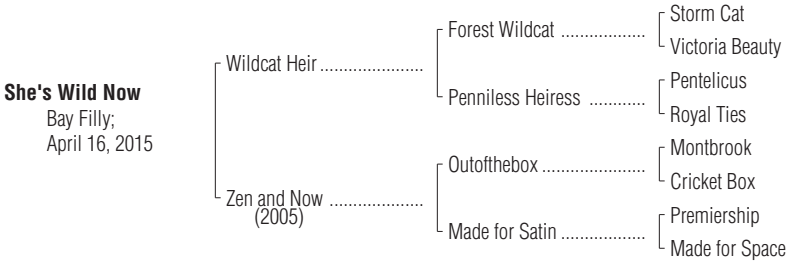 She's Wild Now
Bay Filly;
April 16, 2015
Wildcat Heir ......................
Zen and Now ....................
(2005)
Forest Wildcat ..................
Penniless Heiress ............
Outofthebox ......................
Made for Satin ..................
Storm Cat
Victoria Beauty
Pentelicus
Royal Ties
Montbrook
Cricket Box
Premiership
Made for Space